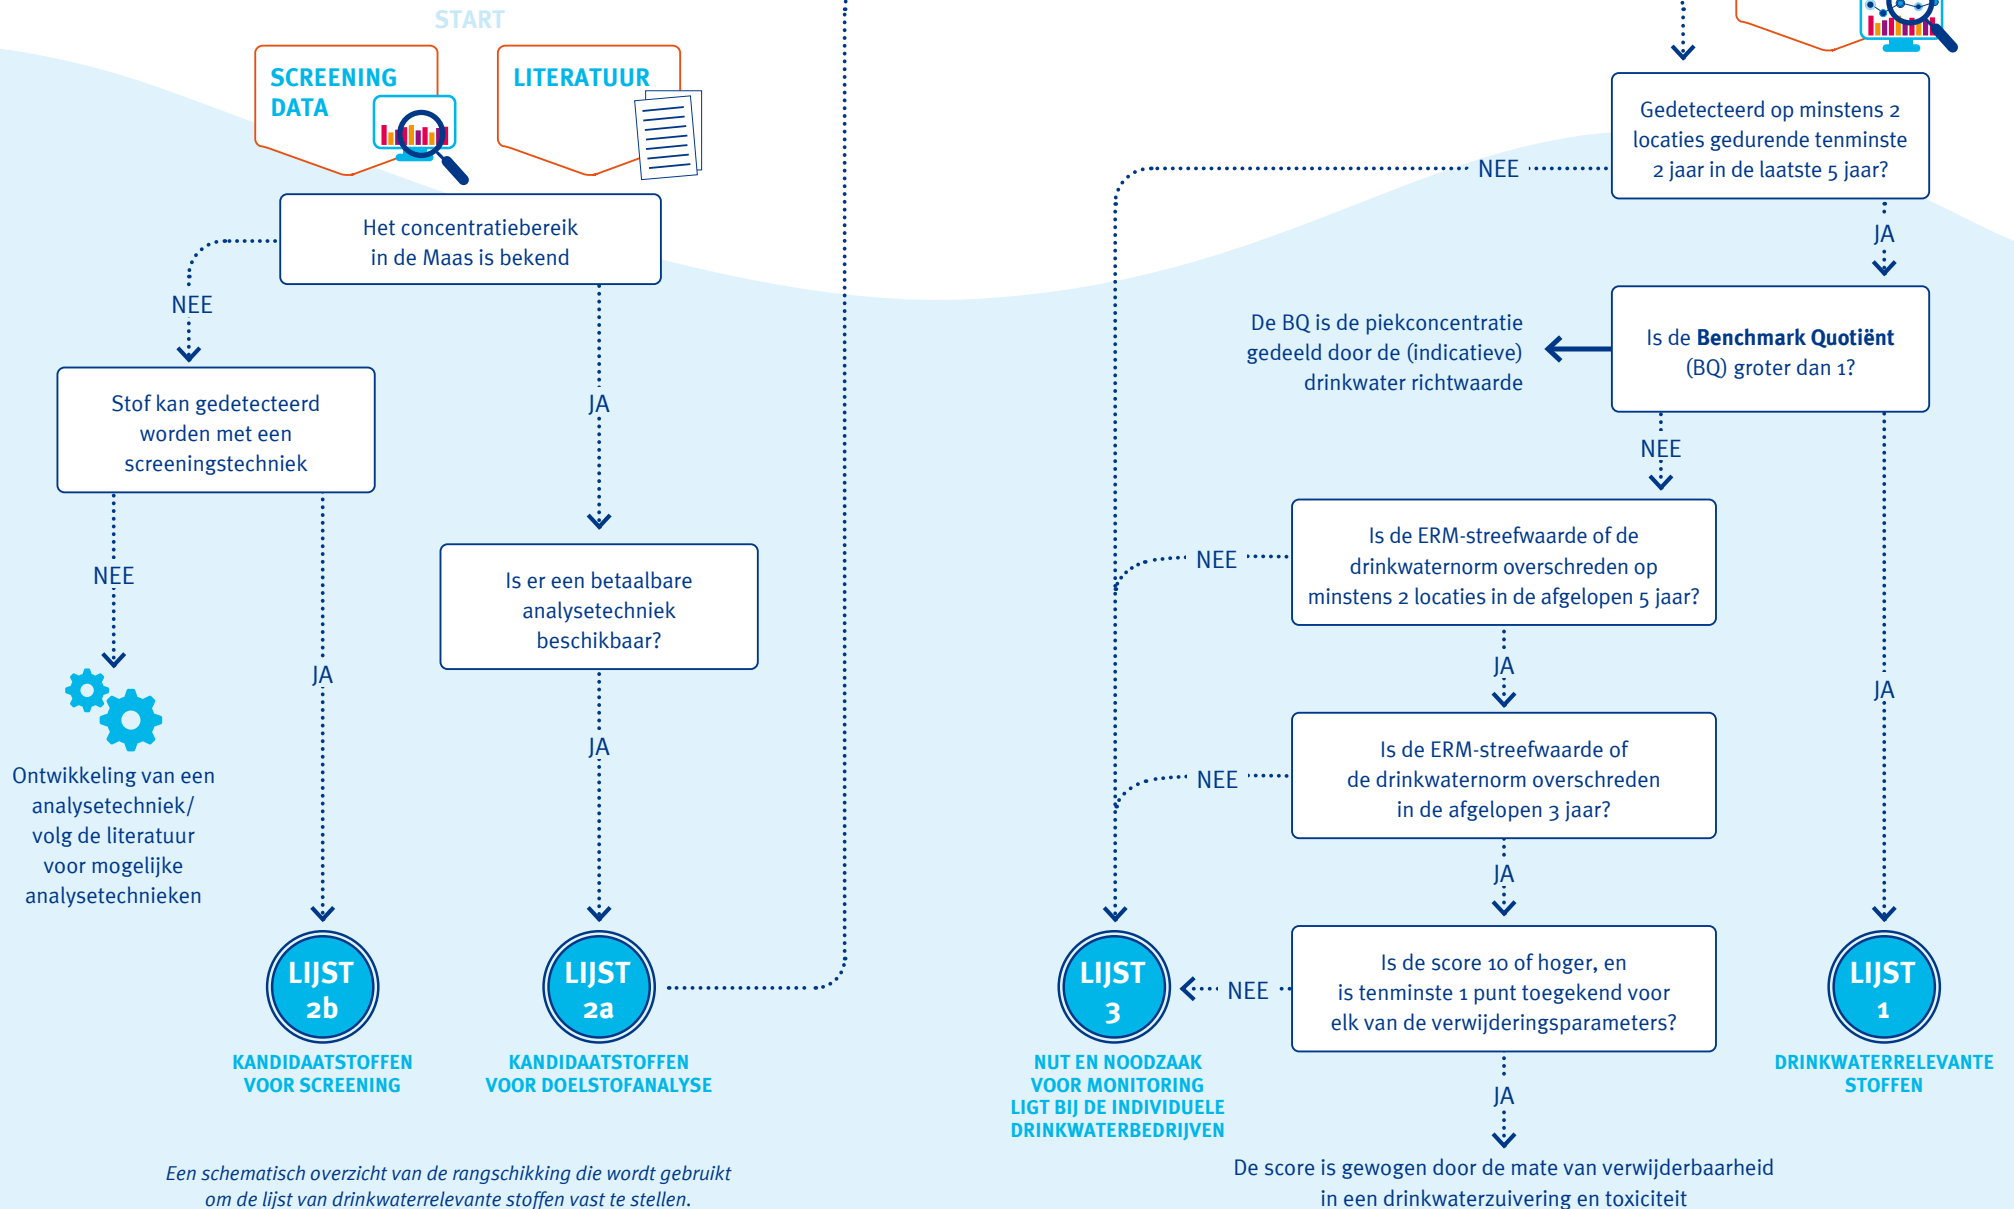 START
SCREENING
DATA
LITERATUUR
Het concentratiebereik
in de Maas is bekend
NEE
JA
Stof kan gedetecteerd
worden met een
screeningstechniek
NEE
JA
Is er een betaalbare
analysetechniek
beschikbaar?
JA
Ontwikkeling van een
analysetechniek/
volg de literatuur
voor mogelijke
analysetechnieken
LIJST
2b
KANDIDAATSTOFFEN
VOOR SCREENING
LIJST
2a
KANDIDAATSTOFFEN
VOOR DOELSTOFANALYSE
Een schematisch overzicht van de rangschikking die wordt gebruikt
om de lijst van drinkwaterrelevante stoffen vast te stellen.
Gedetecteerd op minstens 2
locaties gedurende tenminste
2 jaar in de laatste 5 jaar?
NEE
JA
Is de Benchmark Quotiënt
(BQ) groter dan 1?
De BQ is de piekconcentratie
gedeeld door de (indicatieve)
drinkwater richtwaarde
NEE
JA
Is de ERM-streefwaarde of de
drinkwaternorm overschreden op
minstens 2 locaties in de afgelopen 5 jaar?
NEE
JA
Is de ERM-streefwaarde of
de drinkwaternorm overschreden
in de afgelopen 3 jaar?
NEE
JA
Is de score 10 of hoger, en
is tenminste 1 punt toegekend voor
elk van de verwijderingsparameters?
NEE
JA
LIJST
3
NUT EN NOODZAAK
VOOR MONITORING
LIGT BIJ DE INDIVIDUELE
DRINKWATERBEDRIJVEN
LIJST
1
DRINKWATERRELEVANTE
STOFFEN
De score is gewogen door de mate van verwijderbaarheid
in een drinkwaterzuivering en toxiciteit